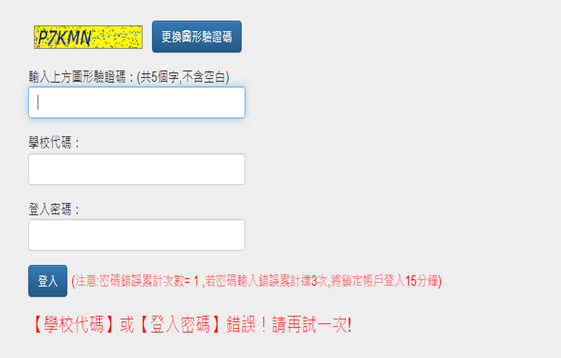 P7KMN 更換圖形驗證碼
輸入上方圖形驗證碼：(共5個字,不含空白)
學校代碼：
登入密碼：
登入 (注意:密碼錯誤累計次數= 1 ,若密碼輸入錯誤累計達3次,將鎖定帳戶登入15分鐘)
【學校代碼】或【登入密碼】錯誤！請再試一次!